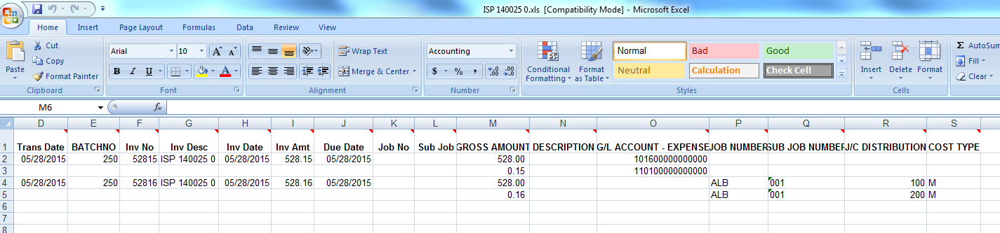 ISP 140025 0.xls [Compatibility Mode] - Microsoft Excel
Home Insert Page Layout Formulas Data Review View
Paste Cut Copy Format Painter Clipboard
Arial 10 A A B I U A Font
Wrap Text Merge & Center Alignment
Accounting $ % , .00 .00 Number
Conditional Formatting Format as Table
Normal Bad Good
Neutral Calculation Check Cell
Styles
Insert Delete Format Cells
Σ AutoSum
Fill
Clear
M6 fx
D E F G H I J K L M N O P Q R S
1 Trans Date BATCHNO Inv No Inv Desc Inv Date Inv Amt Due Date Job No Sub Job GROSS AMOUNT DESCRIPTION G/L ACCOUNT - EXPENSE JOB NUMBER SUB JOB NUMBER J/C DISTRIBUTION COST TYPE
2 05/28/2015 250 52815 ISP 140025 0 05/28/2015 528.15 05/28/2015 528.00 101600000000000
3 0.15 110100000000000
4 05/28/2015 250 52816 ISP 140025 0 05/28/2015 528.16 05/28/2015 528.00 ALB 001 100 M
5 0.16 ALB 001 200 M
6
7
8